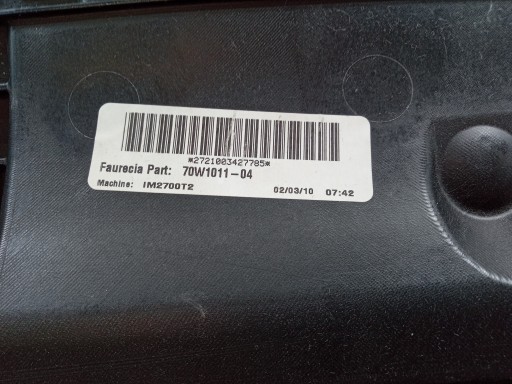 *2721003427785*
Faurecia Part: 70W1011-04
Machine: IM2700T2 02/03/10 07:42